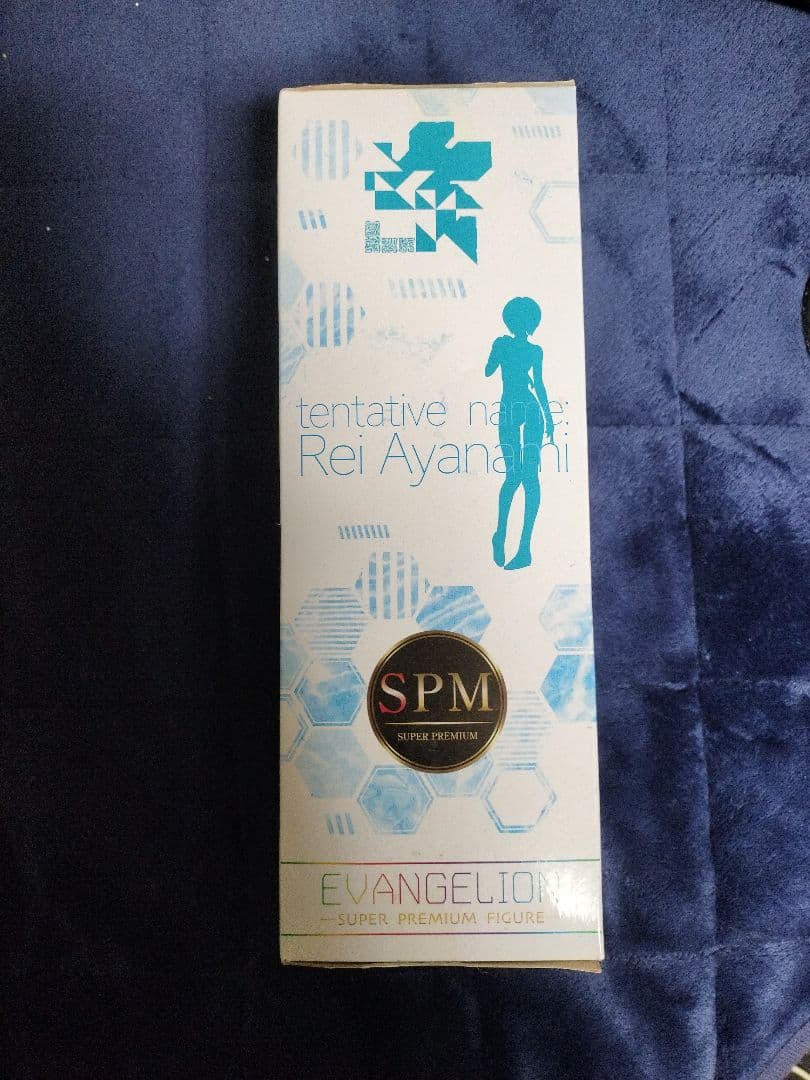 tentative name:
Rei Ayanami
SPM
SUPER PREMIUM
EVANGELION
—SUPER PREMIUM FIGURE